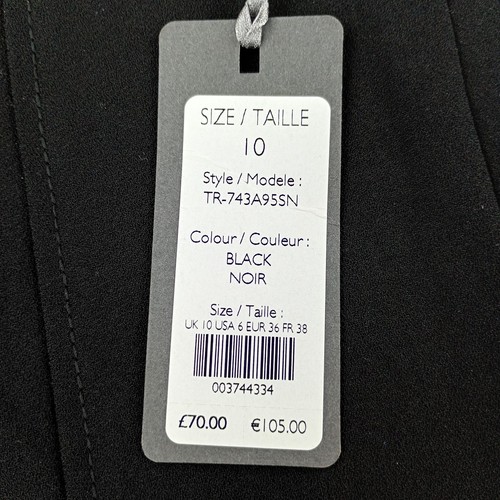 SIZE / TAILLE
10
Style / Modele :
TR-743A95SN
Colour / Couleur :
BLACK
NOIR
Size / Taille :
UK 10 USA 6 EUR 36 FR 38
003744334
£70.00 €105.00